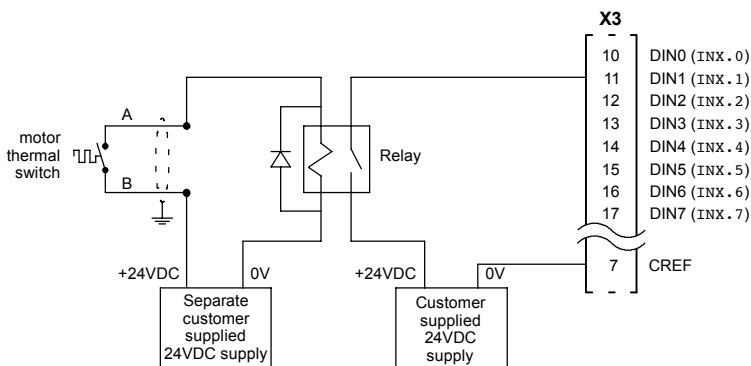 X3
10 DIN0 (INX.0)
11 DIN1 (INX.1)
12 DIN2 (INX.2)
13 DIN3 (INX.3)
14 DIN4 (INX.4)
15 DIN5 (INX.5)
16 DIN6 (INX.6)
17 DIN7 (INX.7)
7 CREF
A
motor
thermal
switch
B
Relay
+24VDC
0V
Separate
customer
supplied
24VDC supply
+24VDC
0V
Customer
supplied
24VDC
supply